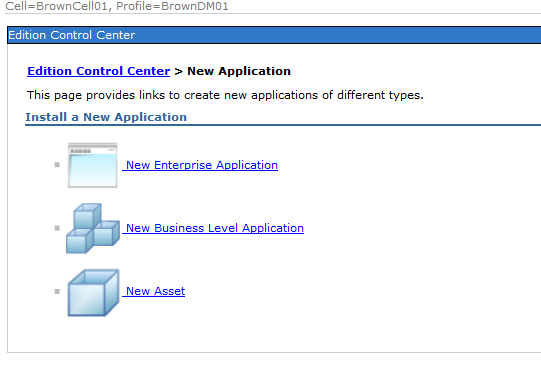 Cell=BrownCell01, Profile=BrownDM01
Edition Control Center
Edition Control Center > New Application
This page provides links to create new applications of different types.
Install a New Application
New Enterprise Application
New Business Level Application
New Asset